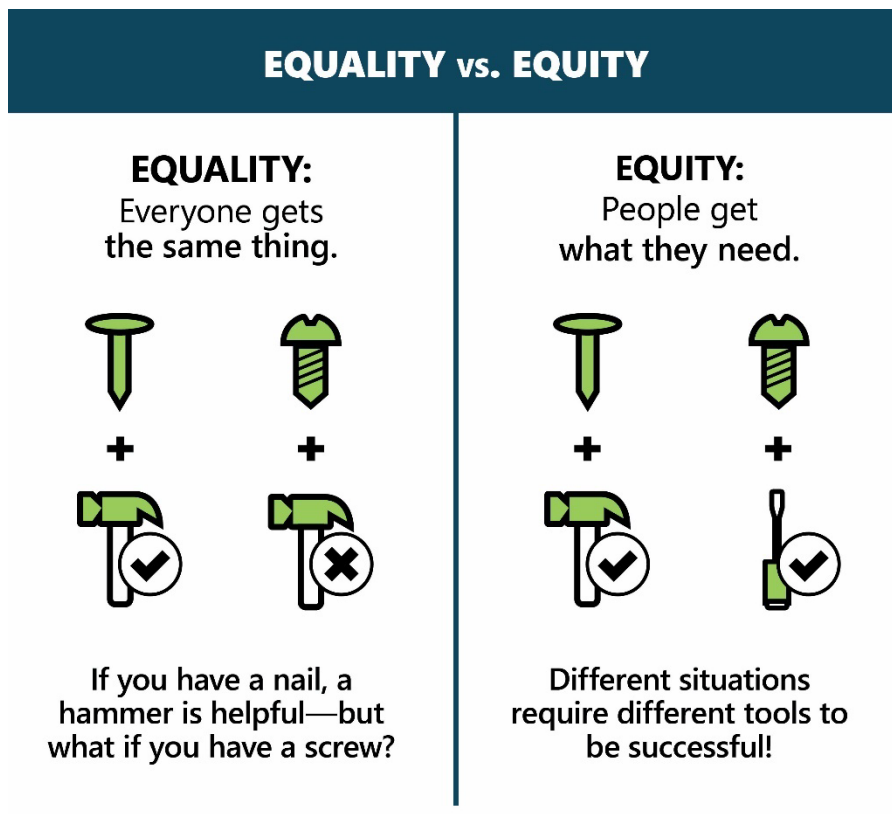 EQUALITY vs. EQUITY
EQUALITY:
Everyone gets
the same thing.
If you have a nail, a
hammer is helpful—but
what if you have a screw?
EQUITY:
People get
what they need.
Different situations
require different tools to
be successful!